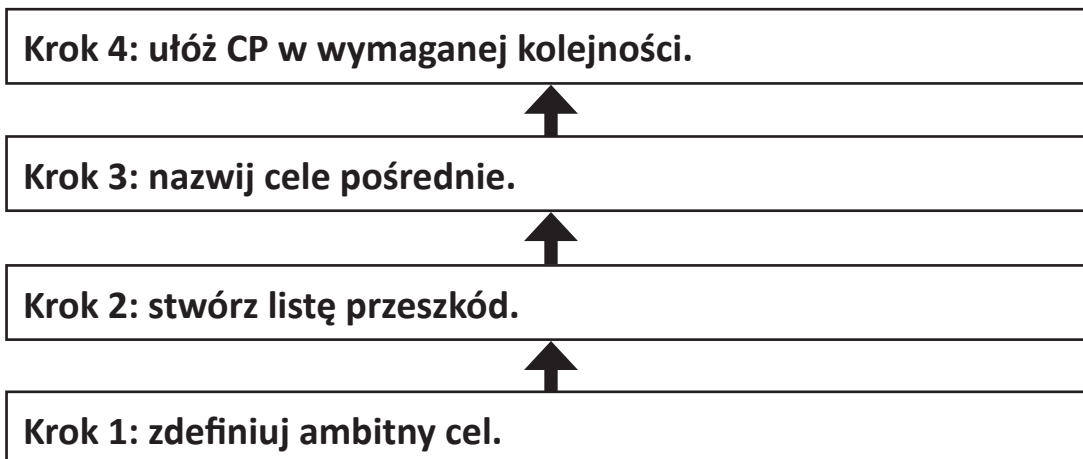 Krok 4: ułóż CP w wymaganej kolejności.
Krok 3: nazwij cele pośrednie.
Krok 2: stwórz listę przeszkód.
Krok 1: zdefiniuj ambitny cel.